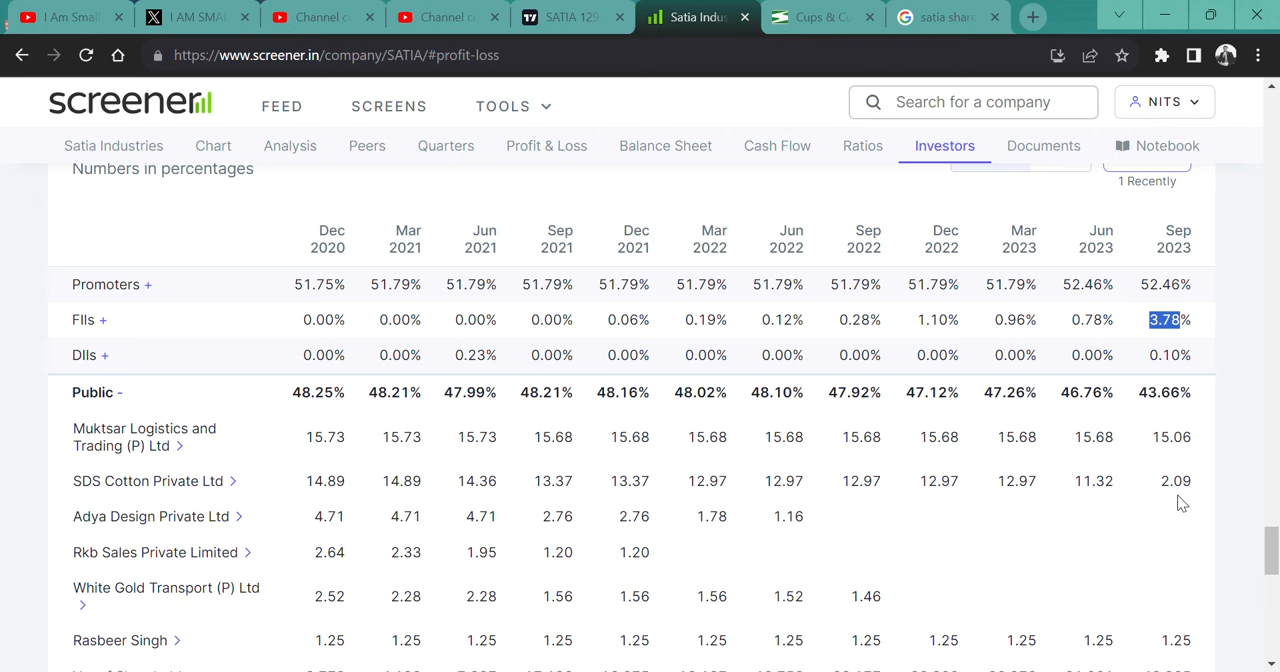 I Am Small
I AM SMAL
Channel co
Channel co
SATIA 129
Satia Indus
Cups & Cu
satia share
https://www.screener.in/company/SATIA/#profit-loss
screener
FEED
SCREENS
TOOLS
Search for a company
NITS
Satia Industries Chart Analysis Peers Quarters Profit & Loss Balance Sheet Cash Flow Ratios Investors Documents Notebook
Numbers in percentages
1 Recently
Dec 2020 Mar 2021 Jun 2021 Sep 2021 Dec 2021 Mar 2022 Jun 2022 Sep 2022 Dec 2022 Mar 2023 Jun 2023 Sep 2023
Promoters + 51.75% 51.79% 51.79% 51.79% 51.79% 51.79% 51.79% 51.79% 51.79% 51.79% 52.46% 52.46%
FIIs + 0.00% 0.00% 0.00% 0.00% 0.06% 0.19% 0.12% 0.28% 1.10% 0.96% 0.78% 3.78%
DIIs + 0.00% 0.00% 0.23% 0.00% 0.00% 0.00% 0.00% 0.00% 0.00% 0.00% 0.00% 0.10%
Public - 48.25% 48.21% 47.99% 48.21% 48.16% 48.02% 48.10% 47.92% 47.12% 47.26% 46.76% 43.66%
Muktsar Logistics and
Trading (P) Ltd > 15.73 15.73 15.73 15.68 15.68 15.68 15.68 15.68 15.68 15.68 15.68 15.06
SDS Cotton Private Ltd > 14.89 14.89 14.36 13.37 13.37 12.97 12.97 12.97 12.97 12.97 11.32 2.09
Adya Design Private Ltd > 4.71 4.71 4.71 2.76 2.76 1.78 1.16
Rkb Sales Private Limited > 2.64 2.33 1.95 1.20 1.20
White Gold Transport (P) Ltd > 2.52 2.28 2.28 1.56 1.56 1.56 1.52 1.46
Rasbeer Singh > 1.25 1.25 1.25 1.25 1.25 1.25 1.25 1.25 1.25 1.25 1.25 1.25